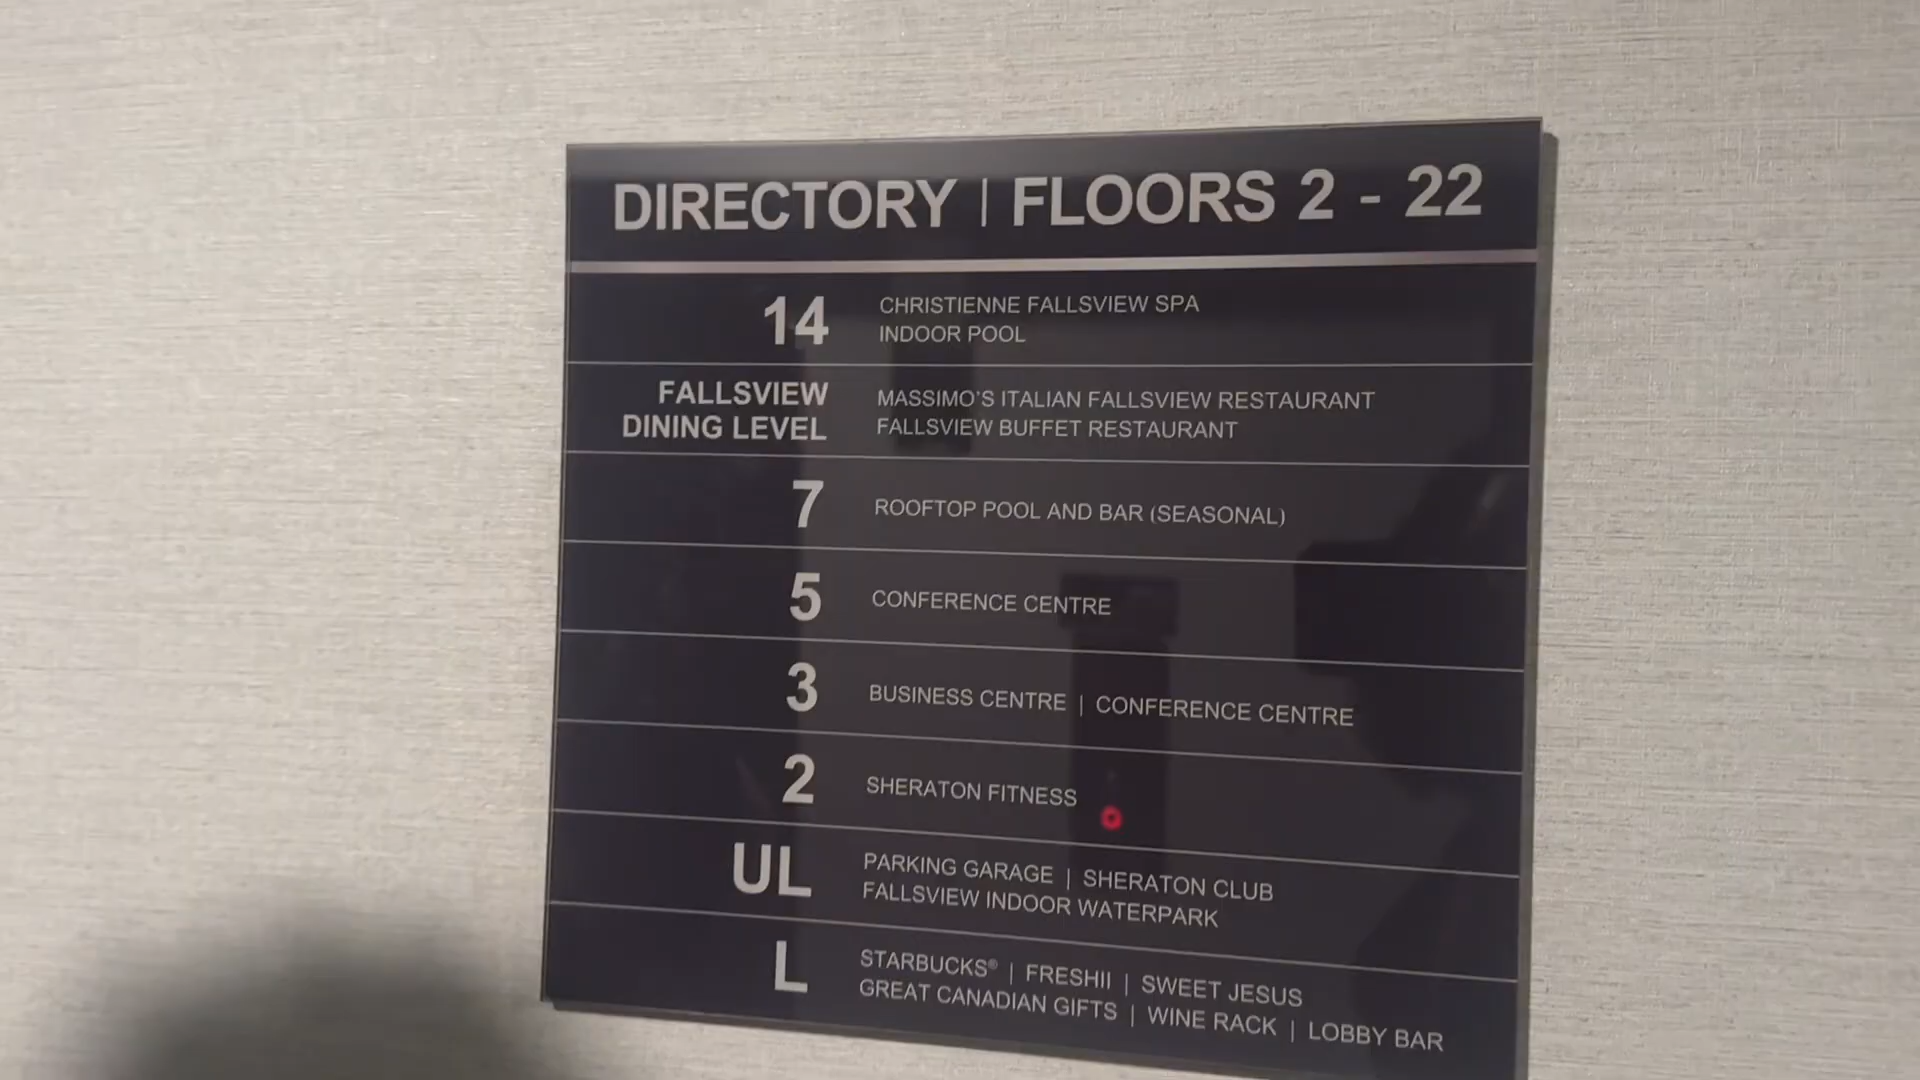 DIRECTORY | FLOORS 2 - 22
14
CHRISTIENNE FALLSVIEW SPA
INDOOR POOL
FALLSVIEW
DINING LEVEL
MASSIMO'S ITALIAN FALLSVIEW RESTAURANT
FALLSVIEW BUFFET RESTAURANT
7
ROOFTOP POOL AND BAR (SEASONAL)
5
CONFERENCE CENTRE
3
BUSINESS CENTRE | CONFERENCE CENTRE
2
SHERATON FITNESS
UL
PARKING GARAGE | SHERATON CLUB
FALLSVIEW INDOOR WATERPARK
L
STARBUCKS® | FRESHII | SWEET JESUS
GREAT CANADIAN GIFTS | WINE RACK | LOBBY BAR